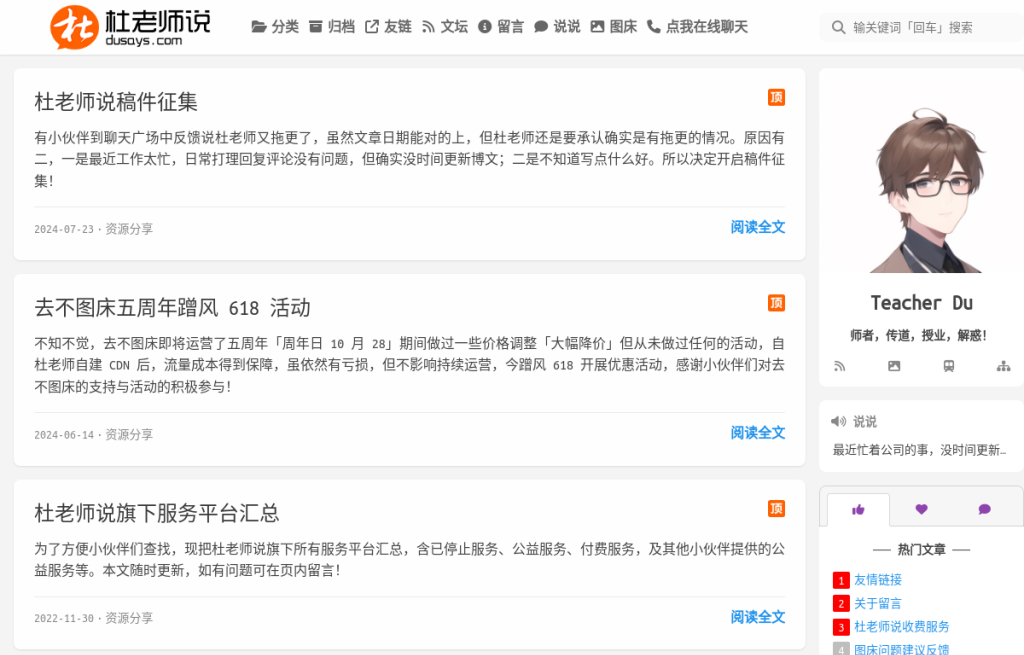 杜老师说
dusays.com
分类 归档 友链 文坛 留言 说说 图床 点我在线聊天
输关键词「回车」搜索
杜老师说稿件征集
顶
有小伙伴到聊天广场中反馈说杜老师又拖更了，虽然文章日期能对的上，但杜老师还是要承认确实是有拖更的情况。原因有
二，一是最近工作太忙，日常打理回复评论没有问题，但确实没时间更新博文；二是不知道写点什么好。所以决定开启稿件征
集！
2024-07-23 · 资源分享
阅读全文
去不图床五周年蹭风 618 活动
顶
不知不觉，去不图床即将运营了五周年「周年日 10 月 28」期间做过一些价格调整「大幅降价」但从未做过任何的活动，自
杜老师自建 CDN 后，流量成本得到保障，虽依然有亏损，但不影响持续运营，今蹭风 618 开展优惠活动，感谢小伙伴们对去
不图床的支持与活动的积极参与！
2024-06-14 · 资源分享
阅读全文
杜老师说旗下服务平台汇总
顶
为了方便小伙伴们查找，现把杜老师说旗下所有服务平台汇总，含已停止服务、公益服务、付费服务，及其他小伙伴提供的公
益服务等。本文随时更新，如有问题可在页内留言！
2022-11-30 · 资源分享
阅读全文
Teacher Du
师者，传道，授业，解惑！
说说
最近忙着公司的事，没时间更新…
热门文章
1 友情链接
2 关于留言
3 杜老师说收费服务
4 图床问题建议反馈